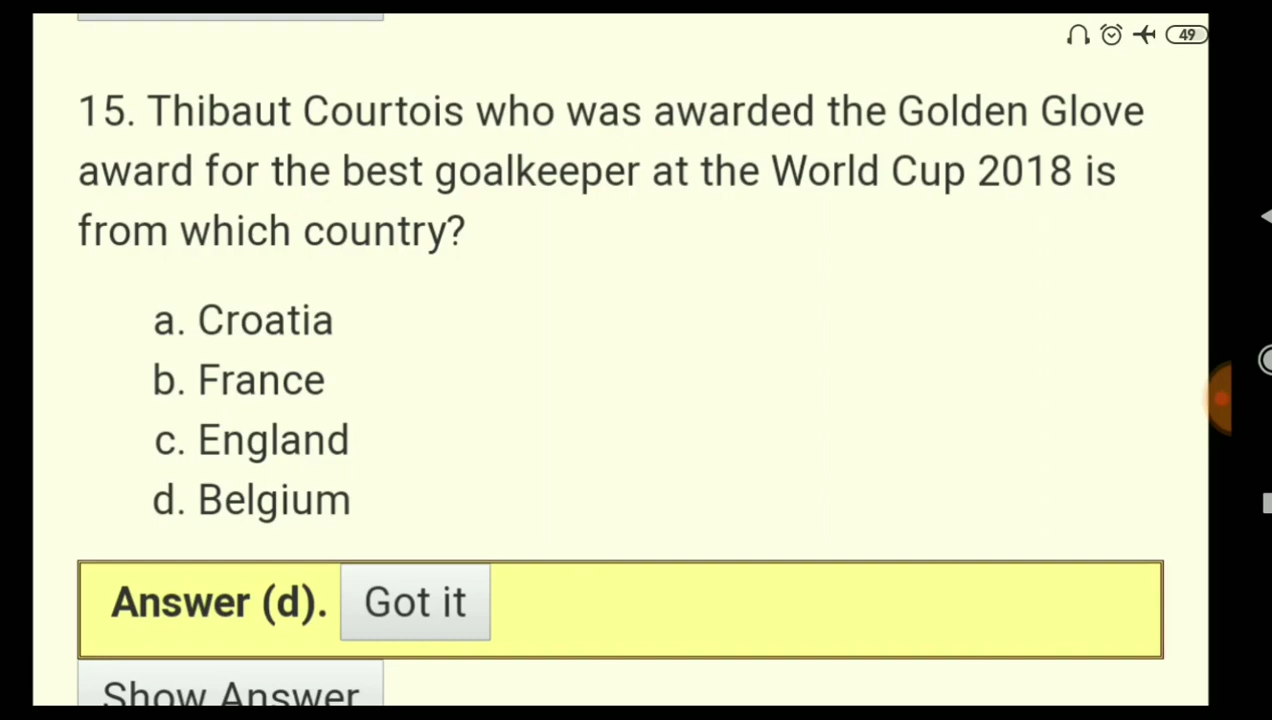 49
15. Thibaut Courtois who was awarded the Golden Glove
award for the best goalkeeper at the World Cup 2018 is
from which country?
a. Croatia
b. France
c. England
d. Belgium
Answer (d). Got it
Show Answer